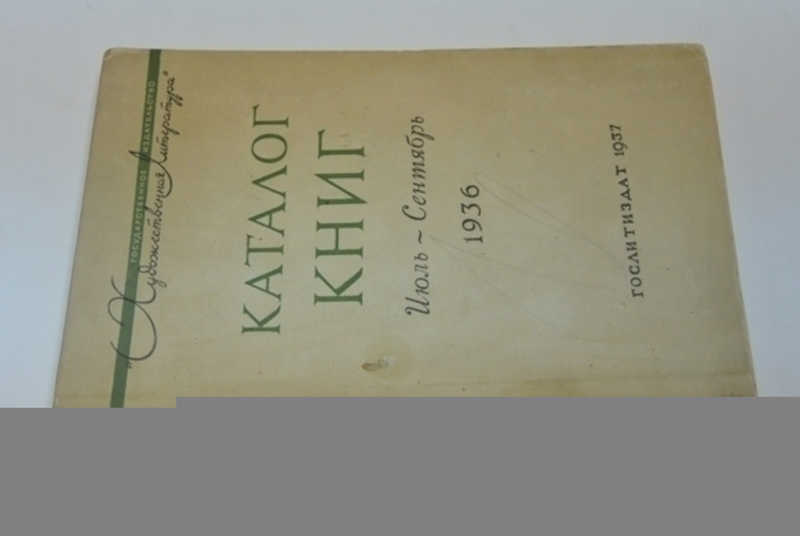 ГОСУДАРСТВЕННОЕ ИЗДАТЕЛЬСТВО
„Художественная Литература"
КАТАЛОГ
КНИГ
Июль ~ Сентябрь
1936
ГОСЛИТИЗДАТ 1937